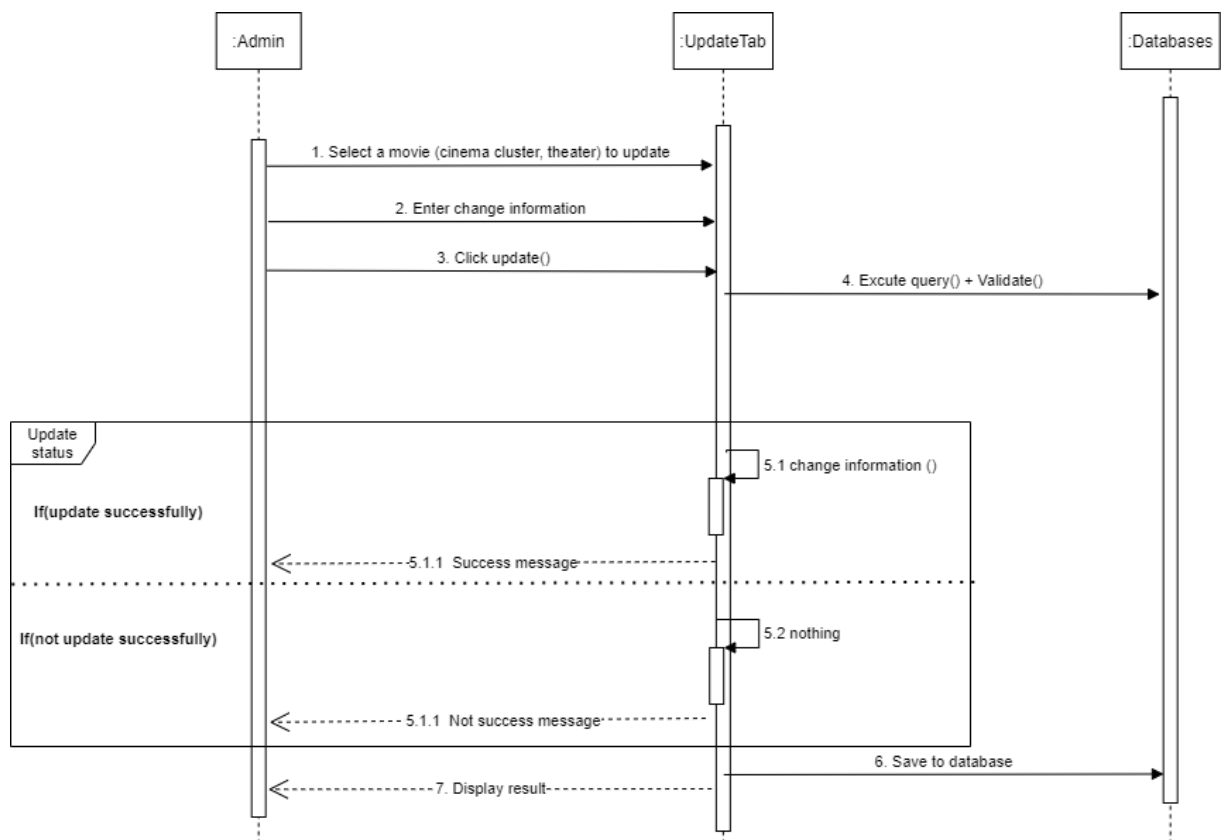 :Admin
:UpdateTab
:Databases
1. Select a movie (cinema cluster, theater) to update
2. Enter change information
3. Click update()
4. Excute query() + Validate()
Update
status
5.1 change information ()
If(update successfully)
5.1.1 Success message
If(not update successfully)
5.2 nothing
5.1.1 Not success message
6. Save to database
7. Display result